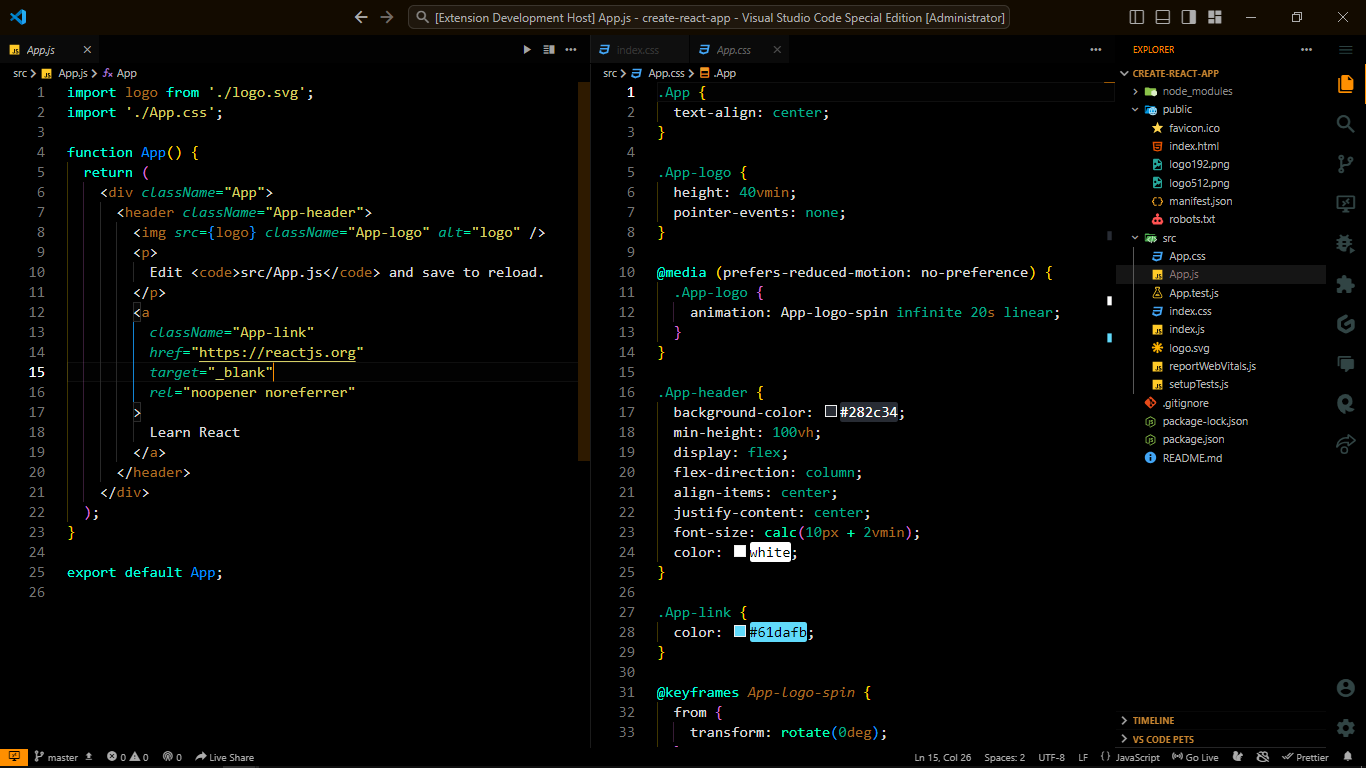 [Extension Development Host] App.js - create-react-app - Visual Studio Code Special Edition [Administrator]
App.js
src > App.js > App
1 import logo from './logo.svg';
2 import './App.css';
3
4 function App() {
5 return (
6 <div className="App">
7 <header className="App-header">
8 <img src={logo} className="App-logo" alt="logo" />
9 <p>
10 Edit <code>src/App.js</code> and save to reload.
11 </p>
12 <a
13 className="App-link"
14 href="https://reactjs.org"
15 target="_blank"
16 rel="noopener noreferrer"
17 >
18 Learn React
19 </a>
20 </header>
21 </div>
22 );
23 }
24
25 export default App;
26
index.css App.css
src > App.css > .App
1 .App {
2 text-align: center;
3 }
4
5 .App-logo {
6 height: 40vmin;
7 pointer-events: none;
8 }
9
10 @media (prefers-reduced-motion: no-preference) {
11 .App-logo {
12 animation: App-logo-spin infinite 20s linear;
13 }
14 }
15
16 .App-header {
17 background-color: #282c34;
18 min-height: 100vh;
19 display: flex;
20 flex-direction: column;
21 align-items: center;
22 justify-content: center;
23 font-size: calc(10px + 2vmin);
24 color: white;
25 }
26
27 .App-link {
28 color: #61dafb;
29 }
30
31 @keyframes App-logo-spin {
32 from {
33 transform: rotate(0deg);
EXPLORER
CREATE-REACT-APP
node_modules
public
favicon.ico
index.html
logo192.png
logo512.png
manifest.json
robots.txt
src
App.css
App.js
App.test.js
index.css
index.js
logo.svg
reportWebVitals.js
setupTests.js
.gitignore
package-lock.json
package.json
README.md
TIMELINE
VS CODE PETS
master 0 0 0 Live Share Ln 15, Col 26 Spaces: 2 UTF-8 LF {} JavaScript Go Live Prettier